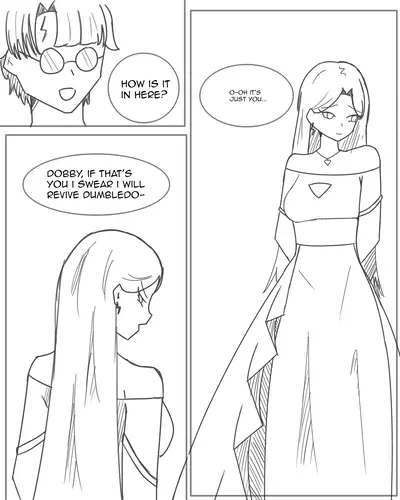 HOW IS IT
IN HERE?
DOBBY, IF THAT'S
YOU I SWEAR I WILL
REVIVE DUMBLEDO-
O-OH IT'S
JUST YOU...